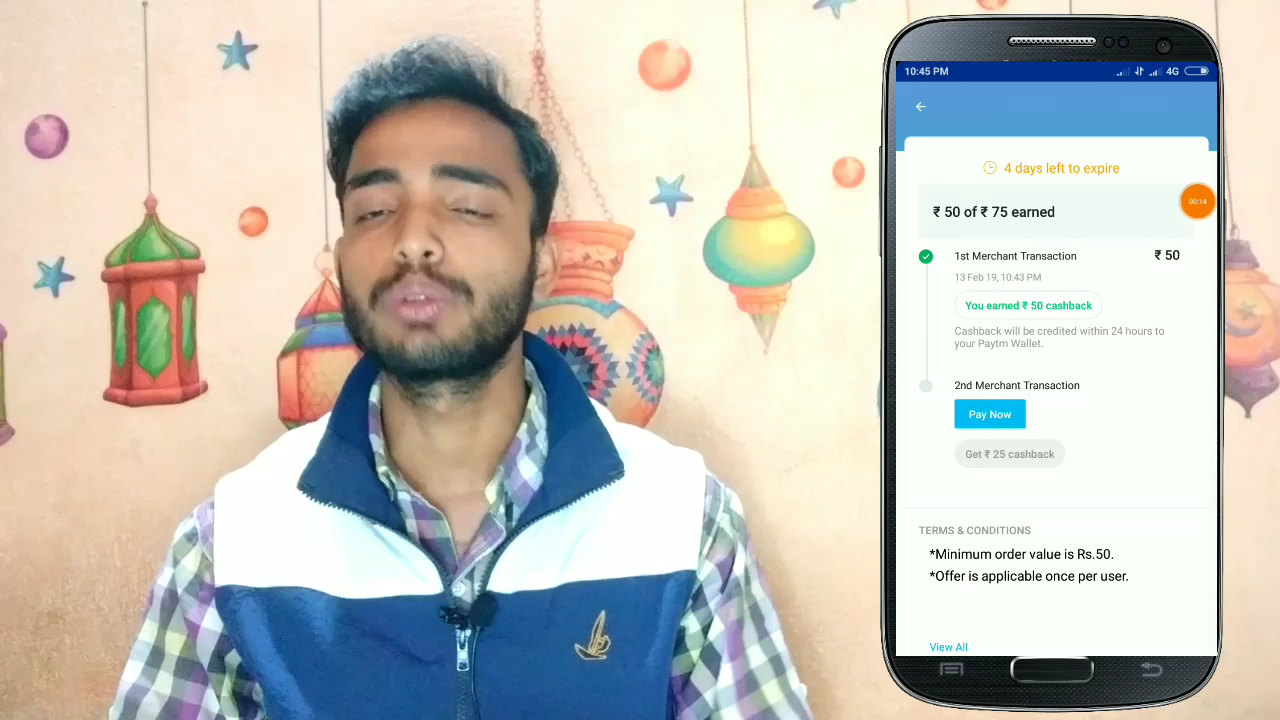 10:45 PM
4G
4 days left to expire
₹ 50 of ₹ 75 earned
00:14
1st Merchant Transaction
₹ 50
13 Feb 19, 10:43 PM
You earned ₹ 50 cashback
Cashback will be credited within 24 hours to
your Paytm Wallet.
2nd Merchant Transaction
Pay Now
Get ₹ 25 cashback
TERMS & CONDITIONS
*Minimum order value is Rs.50.
*Offer is applicable once per user.
View All